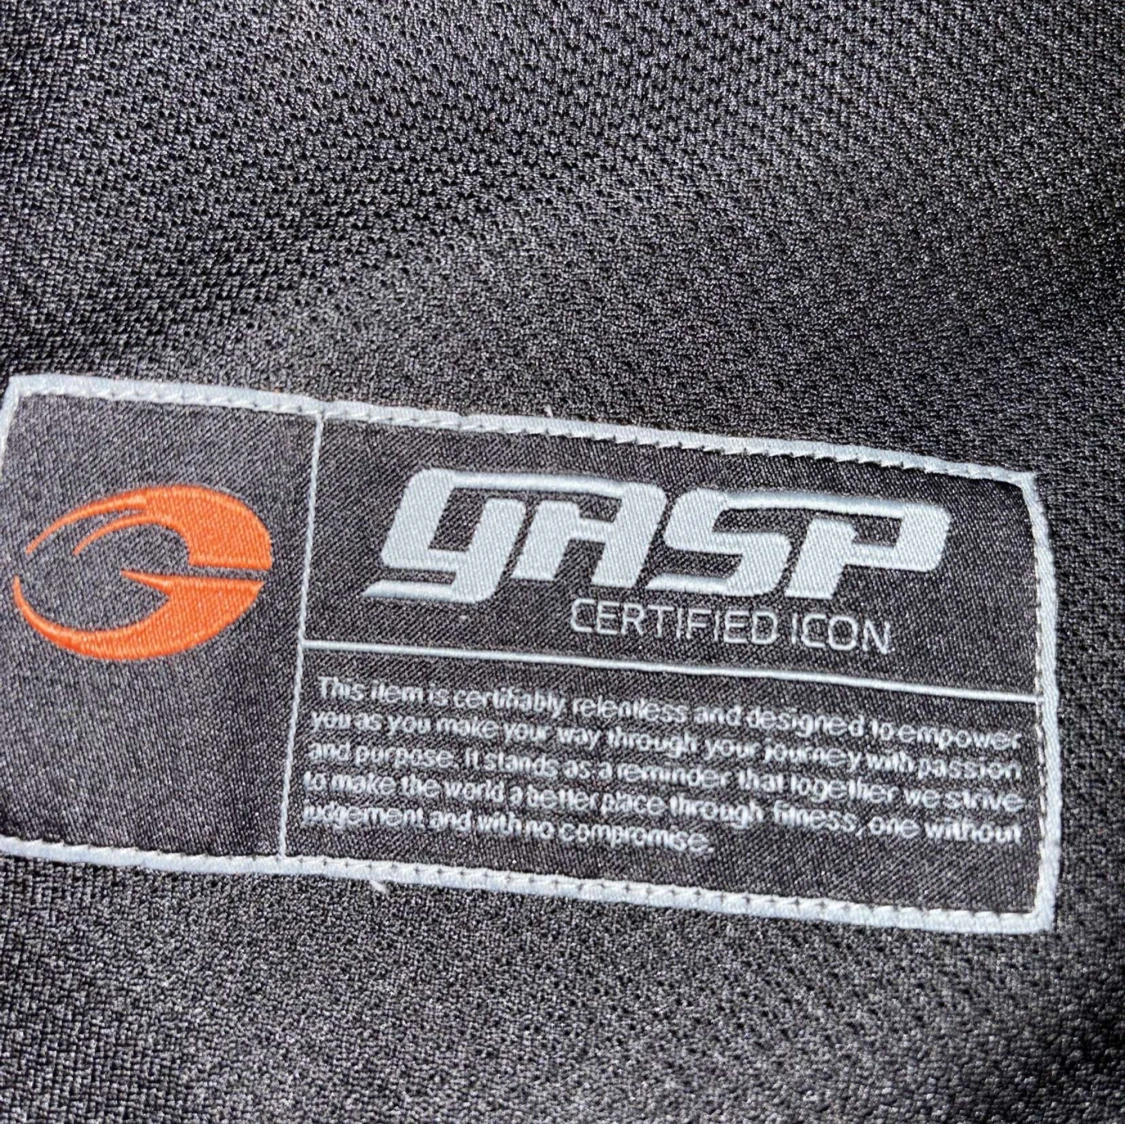 gASP
CERTIFIED ICON
This item is certifiably relentless and designed to empower
you as you make your way through your journey with passion
and purpose. It stands as a reminder that together we strive
to make the world a better place through fitness, one without
judgement and with no compromise.